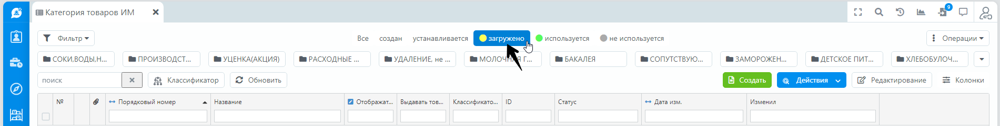 Категория товаров ИМ
9
Фильтр
Все создан устанавливается загружено используется не используется
Операции
СОКИ,ВОДЫ,Н... ПРОИЗВОДСТ... УЦЕНКА(АКЦИЯ) РАСХОДНЫЕ ... УДАЛЕНИЕ, не ... МОЛОЧНАЯ Г... БАКАЛЕЯ СОПУТСТВУЮ... ЗАМОРОЖЕН... ДЕТСКОЕ ПИТ... ХЛЕБОБУЛОЧ...
поиск Классификатор Обновить Создать Действия Редактирование Колонки
№ Порядковый номер Название Отображат... Выдавать тов... Классификато... ID Статус Дата изм. Изменил